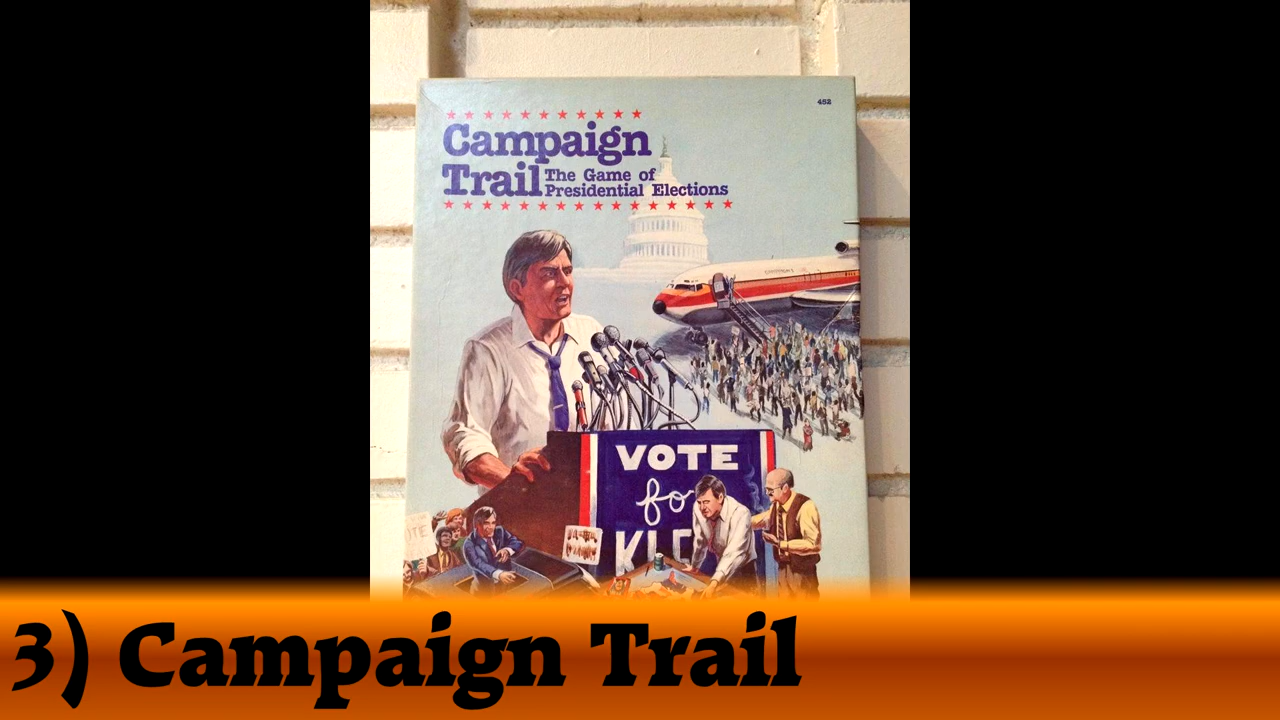 452
Campaign
Trail The Game of
Presidential Elections
VOTE
for
3) Campaign Trail